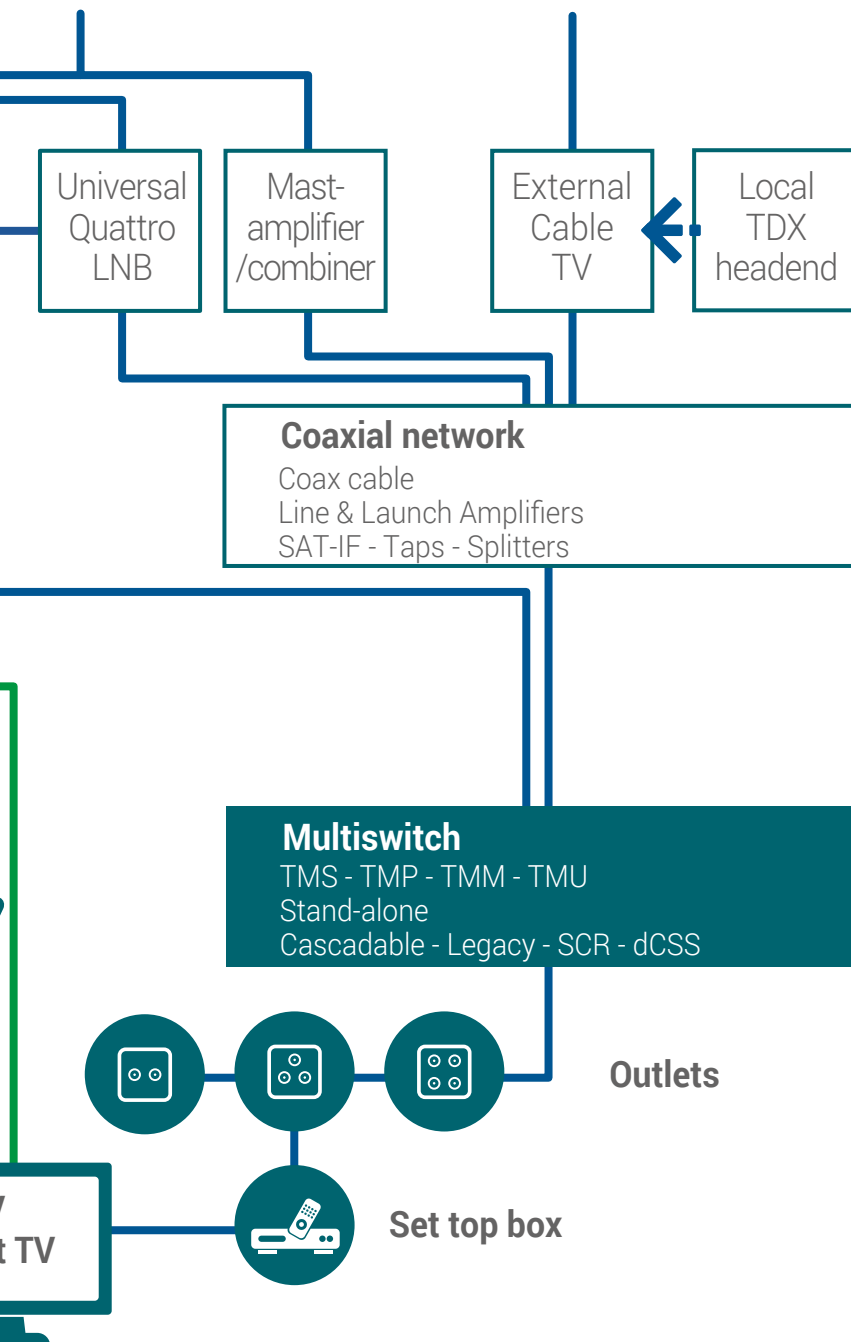 Universal
Quattro
LNB
Mast-
amplifier
/combiner
External
Cable
TV
Local
TDX
headend
Coaxial network
Coax cable
Line & Launch Amplifiers
SAT-IF - Taps - Splitters
Multiswitch
TMS - TMP - TMM - TMU
Stand-alone
Cascadable - Legacy - SCR - dCSS
Outlets
Set top box
TV